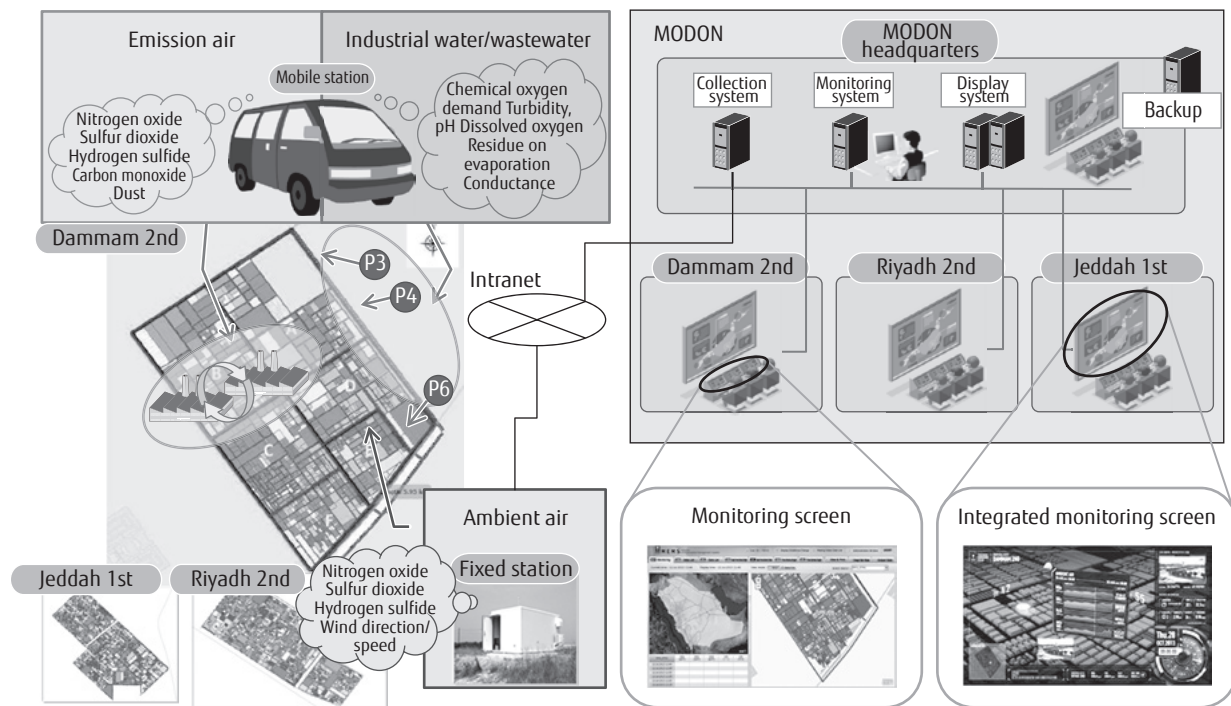 Emission air
Industrial water/wastewater
Mobile station
Nitrogen oxide
Sulfur dioxide
Hydrogen sulfide
Carbon monoxide
Dust
Chemical oxygen
demand Turbidity,
pH Dissolved oxygen
Residue on
evaporation
Conductance
Dammam 2nd
P3
P4
P6
B
D
C
Intranet
Ambient air
Fixed station
Nitrogen oxide
Sulfur dioxide
Hydrogen sulfide
Wind direction/
speed
Jeddah 1st
Riyadh 2nd
MODON
MODON
headquarters
Collection
system
Monitoring
system
Display
system
Backup
Dammam 2nd
Riyadh 2nd
Jeddah 1st
Monitoring screen
Integrated monitoring screen